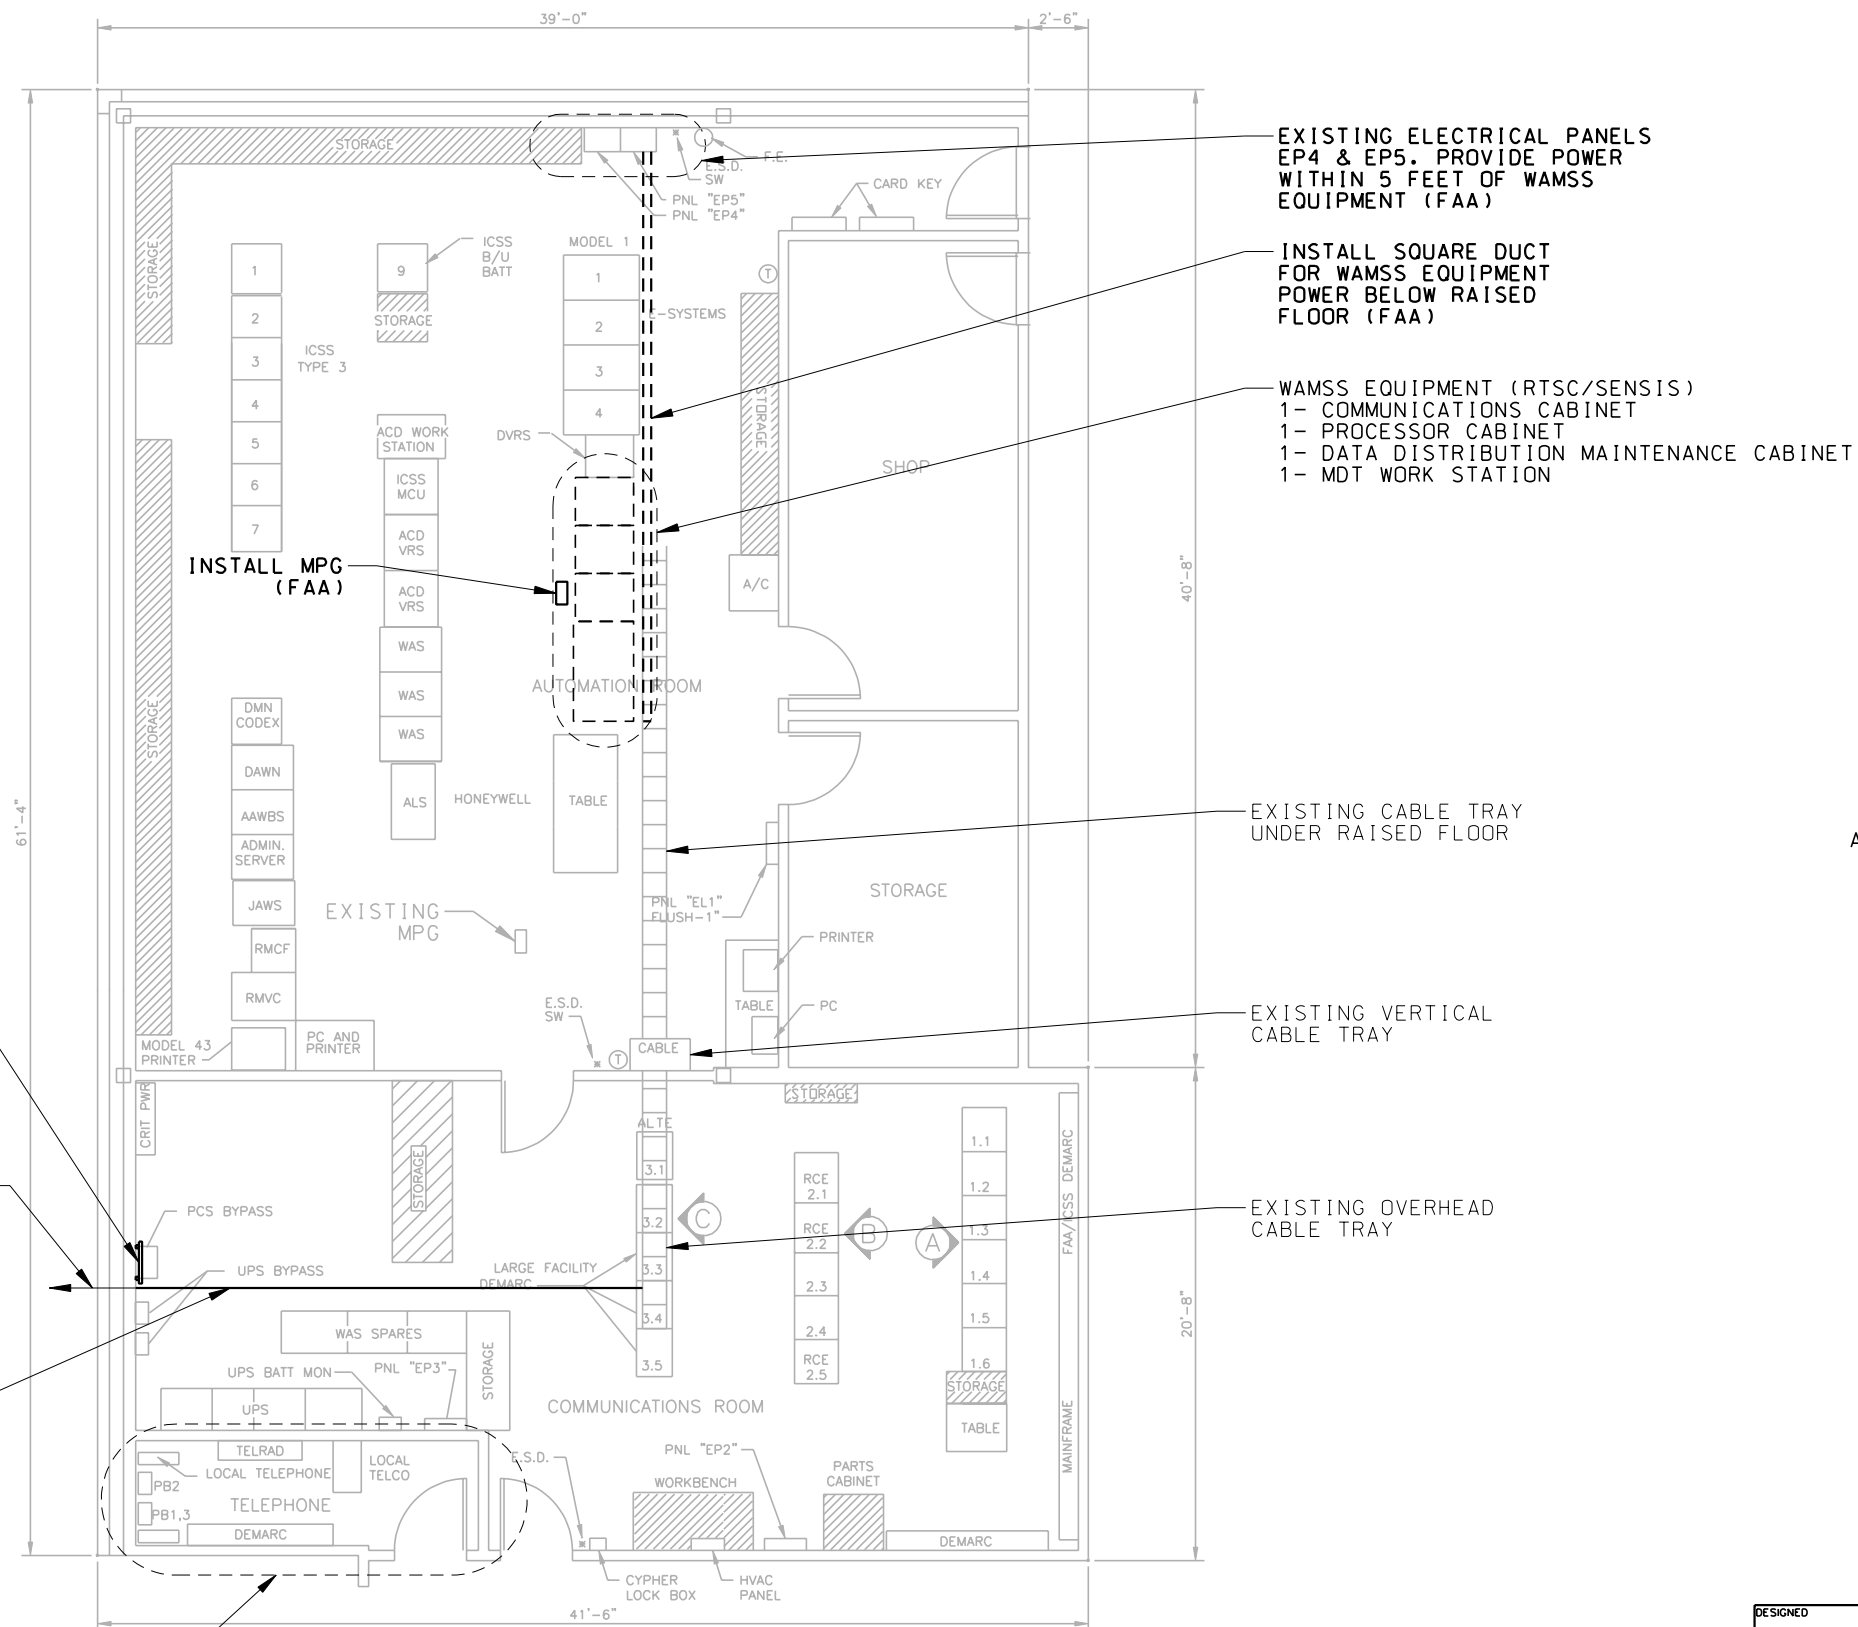 39'-0"
2'-6"
STORAGE
F.E.
E.S.D.
SW
PNL "EP5"
PNL "EP4"
CARD KEY
EXISTING ELECTRICAL PANELS
EP4 & EP5. PROVIDE POWER
WITHIN 5 FEET OF WAMSS
EQUIPMENT (FAA)
STORAGE
1
2
3
4
5
6
7
ICSS
TYPE 3
9
ICSS
B/U
BATT
STORAGE
MODEL 1
1
2
3
4
E-SYSTEMS
T
STORAGE
INSTALL SQUARE DUCT
FOR WAMSS EQUIPMENT
POWER BELOW RAISED
FLOOR (FAA)
WAMSS EQUIPMENT (RTSC/SENSIS)
1- COMMUNICATIONS CABINET
1- PROCESSOR CABINET
1- DATA DISTRIBUTION MAINTENANCE CABINET
1- MDT WORK STATION
ACD WORK
STATION
DVRS
SHOP
ICSS
MCU
ACD
VRS
ACD
VRS
WAS
WAS
WAS
ALS
INSTALL MPG
(FAA)
A/C
40'-8"
AUTOMATION ROOM
STORAGE
DMN
CODEX
DAWN
AAWBS
ADMIN.
SERVER
JAWS
RMCF
RMVC
HONEYWELL
TABLE
61'-4"
EXISTING CABLE TRAY
UNDER RAISED FLOOR
A
PNL "EL1"
FLUSH-1"
STORAGE
EXISTING
MPG
PRINTER
TABLE
PC
E.S.D.
SW
T
CABLE
EXISTING VERTICAL
CABLE TRAY
MODEL 43
PRINTER
PC AND
PRINTER
CRIT PWR
STORAGE
STORAGE
ALTE
3.1
3.2
3.3
3.4
3.5
C
RCE
2.1
RCE
2.2
2.3
2.4
RCE
2.5
B
A
1.1
1.2
1.3
1.4
1.5
1.6
STORAGE
TABLE
FAA/ICSS DEMARC
MAINFRAME
EXISTING OVERHEAD
CABLE TRAY
PCS BYPASS
UPS BYPASS
LARGE FACILITY
DEMARC
20'-8"
WAS SPARES
STORAGE
UPS BATT MON
PNL "EP3"
UPS
COMMUNICATIONS ROOM
TELRAD
LOCAL TELEPHONE
LOCAL
TELCO
PB2
PB1,3
TELEPHONE
DEMARC
E.S.D.
PNL "EP2"
WORKBENCH
PARTS
CABINET
DEMARC
CYPHER
LOCK BOX
HVAC
PANEL
41'-6"
DESIGNED